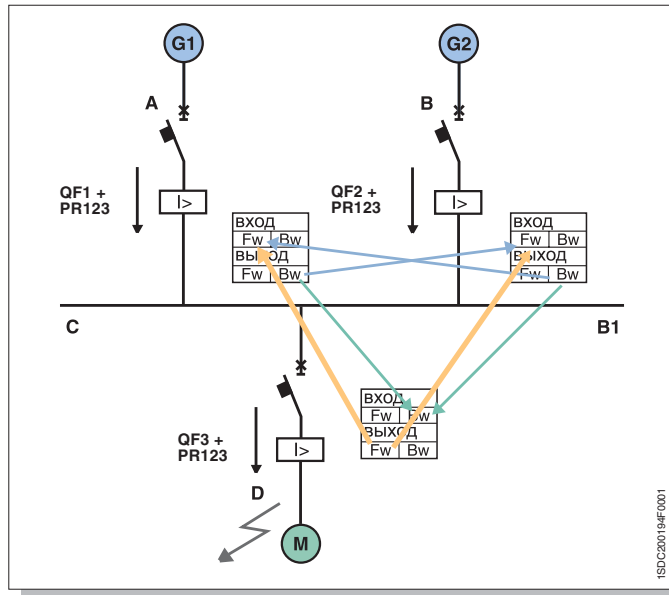 G1
G2
A
B
QF1 +
PR123
I>
QF2 +
PR123
I>
ВХОД
Fw Bw
ВЫХОД
Fw Bw
ВХОД
Fw Bw
ВЫХОД
Fw Bw
C
B1
ВХОД
Fw Bw
ВЫХОД
Fw Bw
QF3 +
PR123
I>
D
M
1SDC200194F0001